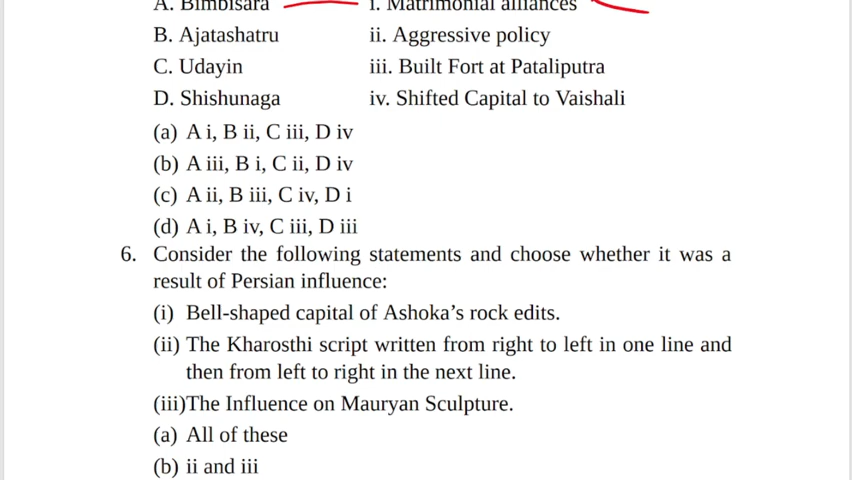 A. Bimbisara i. Matrimonial alliances
B. Ajatashatru ii. Aggressive policy
C. Udayin iii. Built Fort at Pataliputra
D. Shishunaga iv. Shifted Capital to Vaishali
(a) A i, B ii, C iii, D iv
(b) A iii, B i, C ii, D iv
(c) A ii, B iii, C iv, D i
(d) A i, B iv, C iii, D iii
6. Consider the following statements and choose whether it was a
result of Persian influence:
(i) Bell-shaped capital of Ashoka's rock edits.
(ii) The Kharosthi script written from right to left in one line and
then from left to right in the next line.
(iii)The Influence on Mauryan Sculpture.
(a) All of these
(b) ii and iii